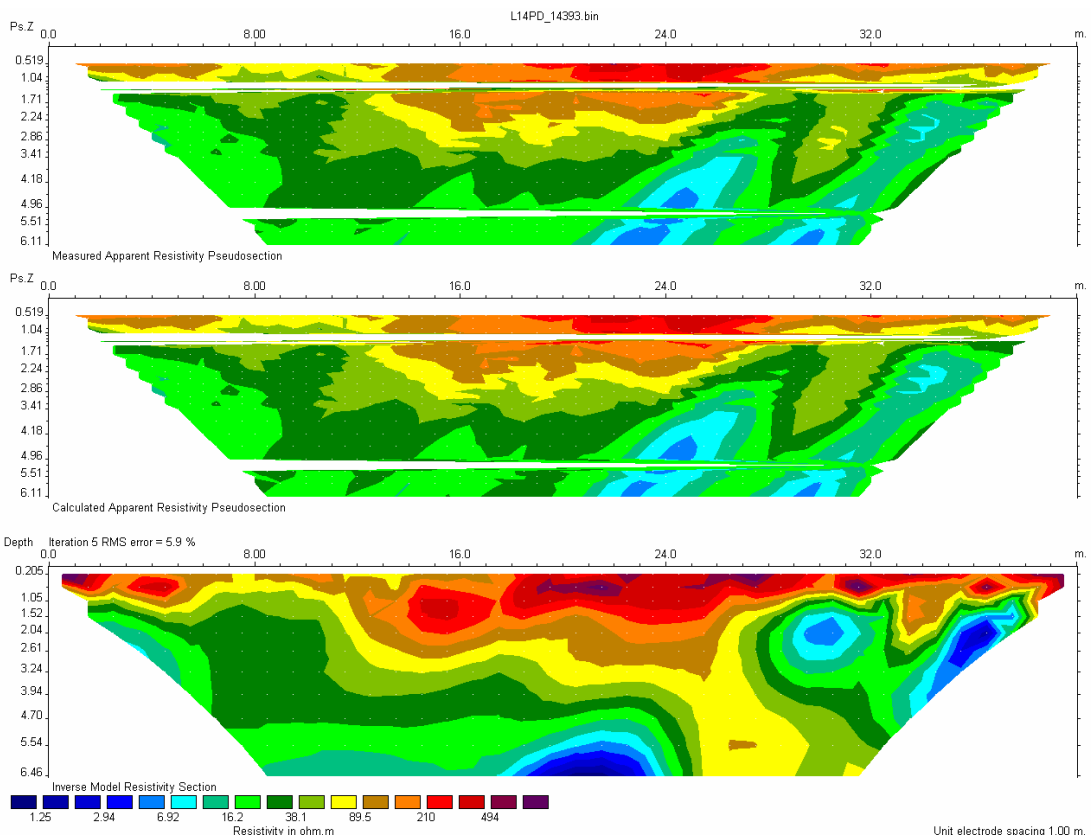 L14PD_14393.bin
Ps.Z 0.0 8.00 16.0 24.0 32.0 m.
0.519
1.04
1.71
2.24
2.86
3.41
4.18
4.96
5.51
6.11
Measured Apparent Resistivity Pseudosection
Ps.Z 0.0 8.00 16.0 24.0 32.0 m.
0.519
1.04
1.71
2.24
2.86
3.41
4.18
4.96
5.51
6.11
Calculated Apparent Resistivity Pseudosection
Depth Iteration 5 RMS error = 5.9 %
0.0 8.00 16.0 24.0 32.0 m.
0.205
1.05
1.52
2.04
2.61
3.24
3.94
4.70
5.54
6.46
Inverse Model Resistivity Section
1.25 2.94 6.92 16.2 38.1 89.5 210 494
Resistivity in ohm.m
Unit electrode spacing 1.00 m.